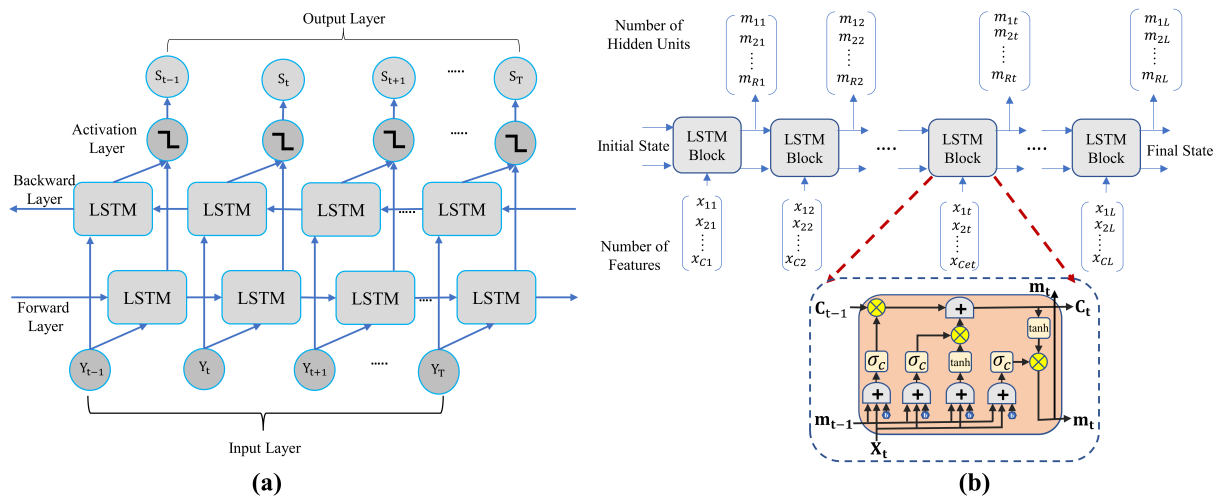 Output Layer
S_{t−1} S_t S_{t+1} ..... S_T
Activation
Layer
.....
Backward
Layer
LSTM LSTM LSTM ..... LSTM
LSTM LSTM LSTM .... LSTM
Forward
Layer
Y_{t−1} Y_t Y_{t+1} ..... Y_T
Input Layer
(a)
Number of
Hidden Units
m_{11} m_{12} m_{1t} m_{1L}
m_{21} m_{22} m_{2t} m_{2L}
m_{R1} m_{R2} m_{Rt} m_{RL}
Initial State
LSTM Block
LSTM Block
....
LSTM Block
....
LSTM Block
Final State
Number of
Features
x_{11} x_{12} x_{1t} x_{1L}
x_{21} x_{22} x_{2t} x_{2L}
x_{C1} x_{C2} x_{Cet} x_{CL}
m_t
C_{t−1} × + C_t
tanh
×
σ_c σ_c tanh σ_c ×
+ + + +
b b b b
m_{t−1} m_t
X_t
(b)